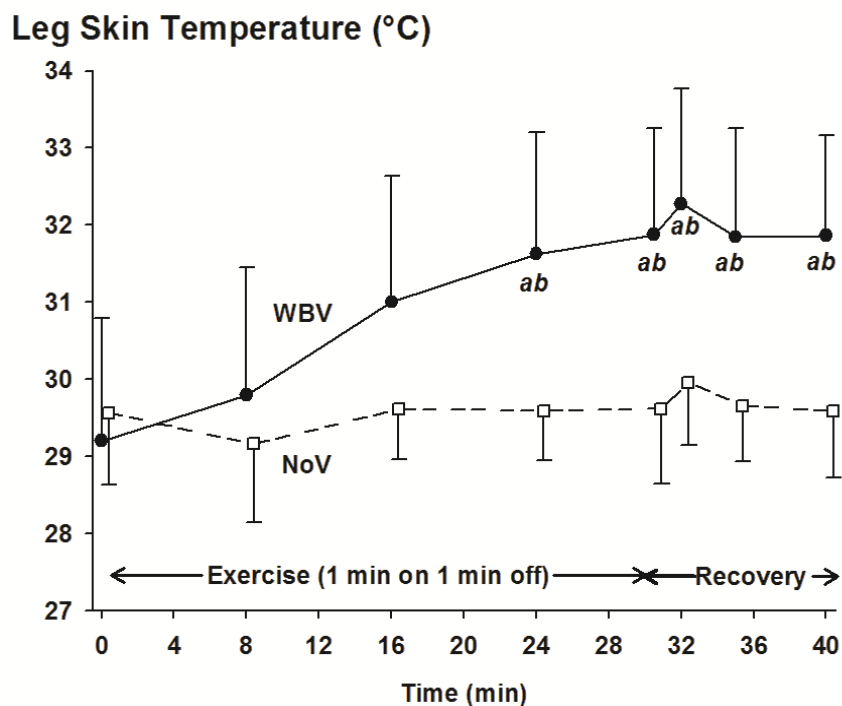 Leg Skin Temperature (°C)
34
33
32
31
30
29
28
27
WBV
NoV
ab
ab
ab
ab
ab
Exercise (1 min on 1 min off)
Recovery
0 4 8 12 16 20 24 28 32 36 40
Time (min)